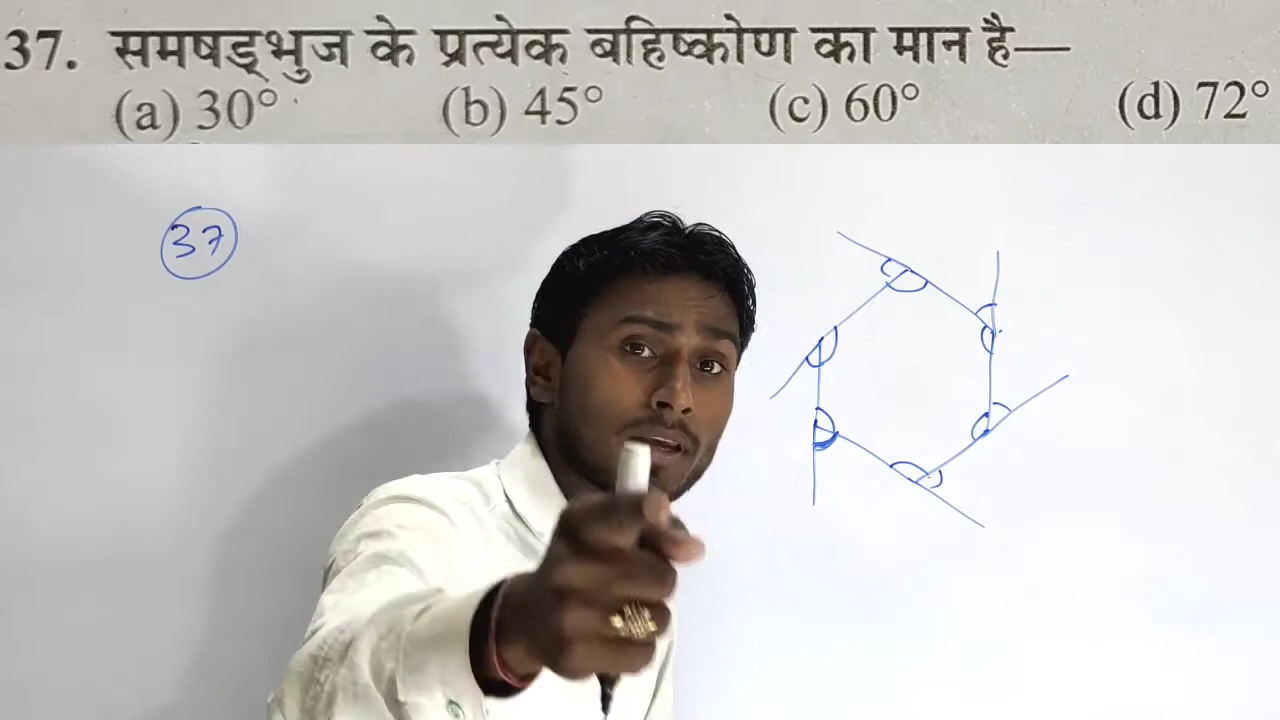 37. समषड्भुज के प्रत्येक बहिष्कोण का मान है—
(a) 30° (b) 45° (c) 60° (d) 72°
37